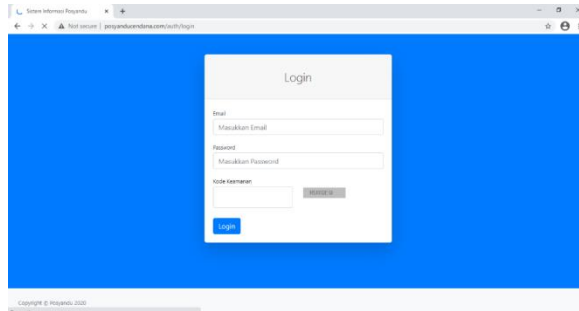 Sistem Informasi Posyandu
Not secure | posyanducendana.com/auth/login
Login
Email
Masukkan Email
Password
Masukkan Password
Kode Keamanan
Login
Copyright @ Posyandu 2020